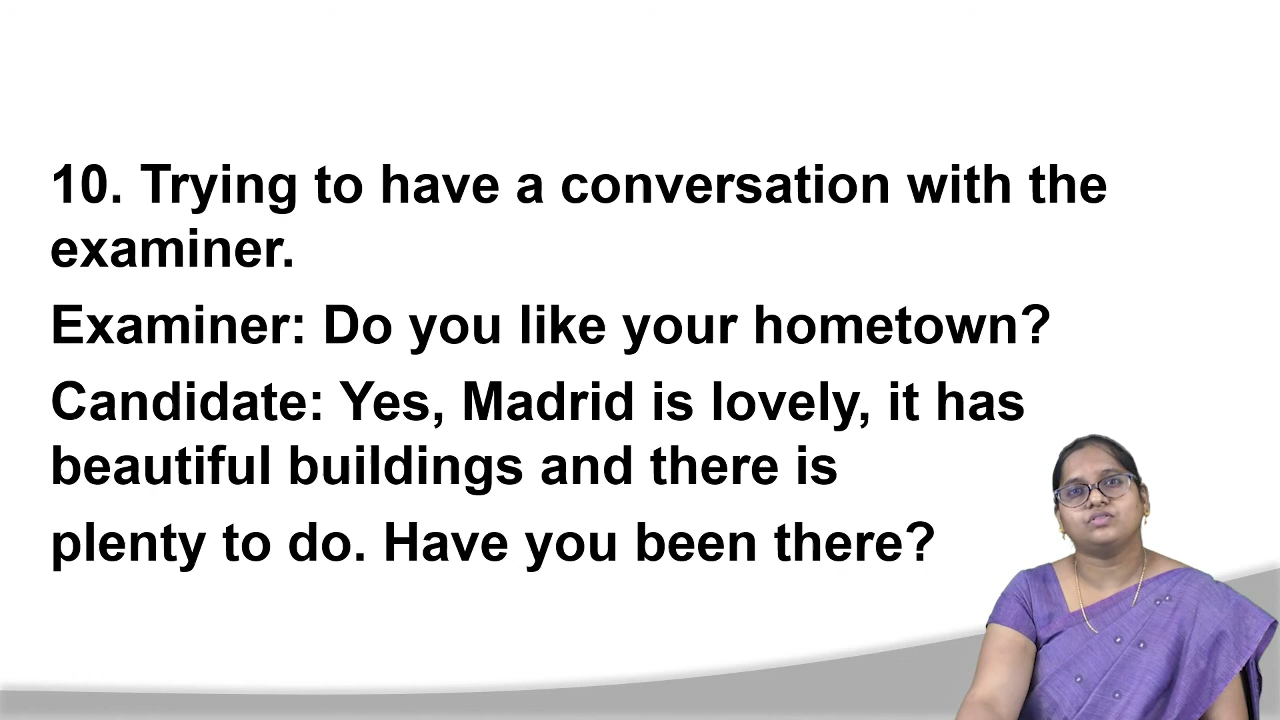 10. Trying to have a conversation with the
examiner.
Examiner: Do you like your hometown?
Candidate: Yes, Madrid is lovely, it has
beautiful buildings and there is
plenty to do. Have you been there?